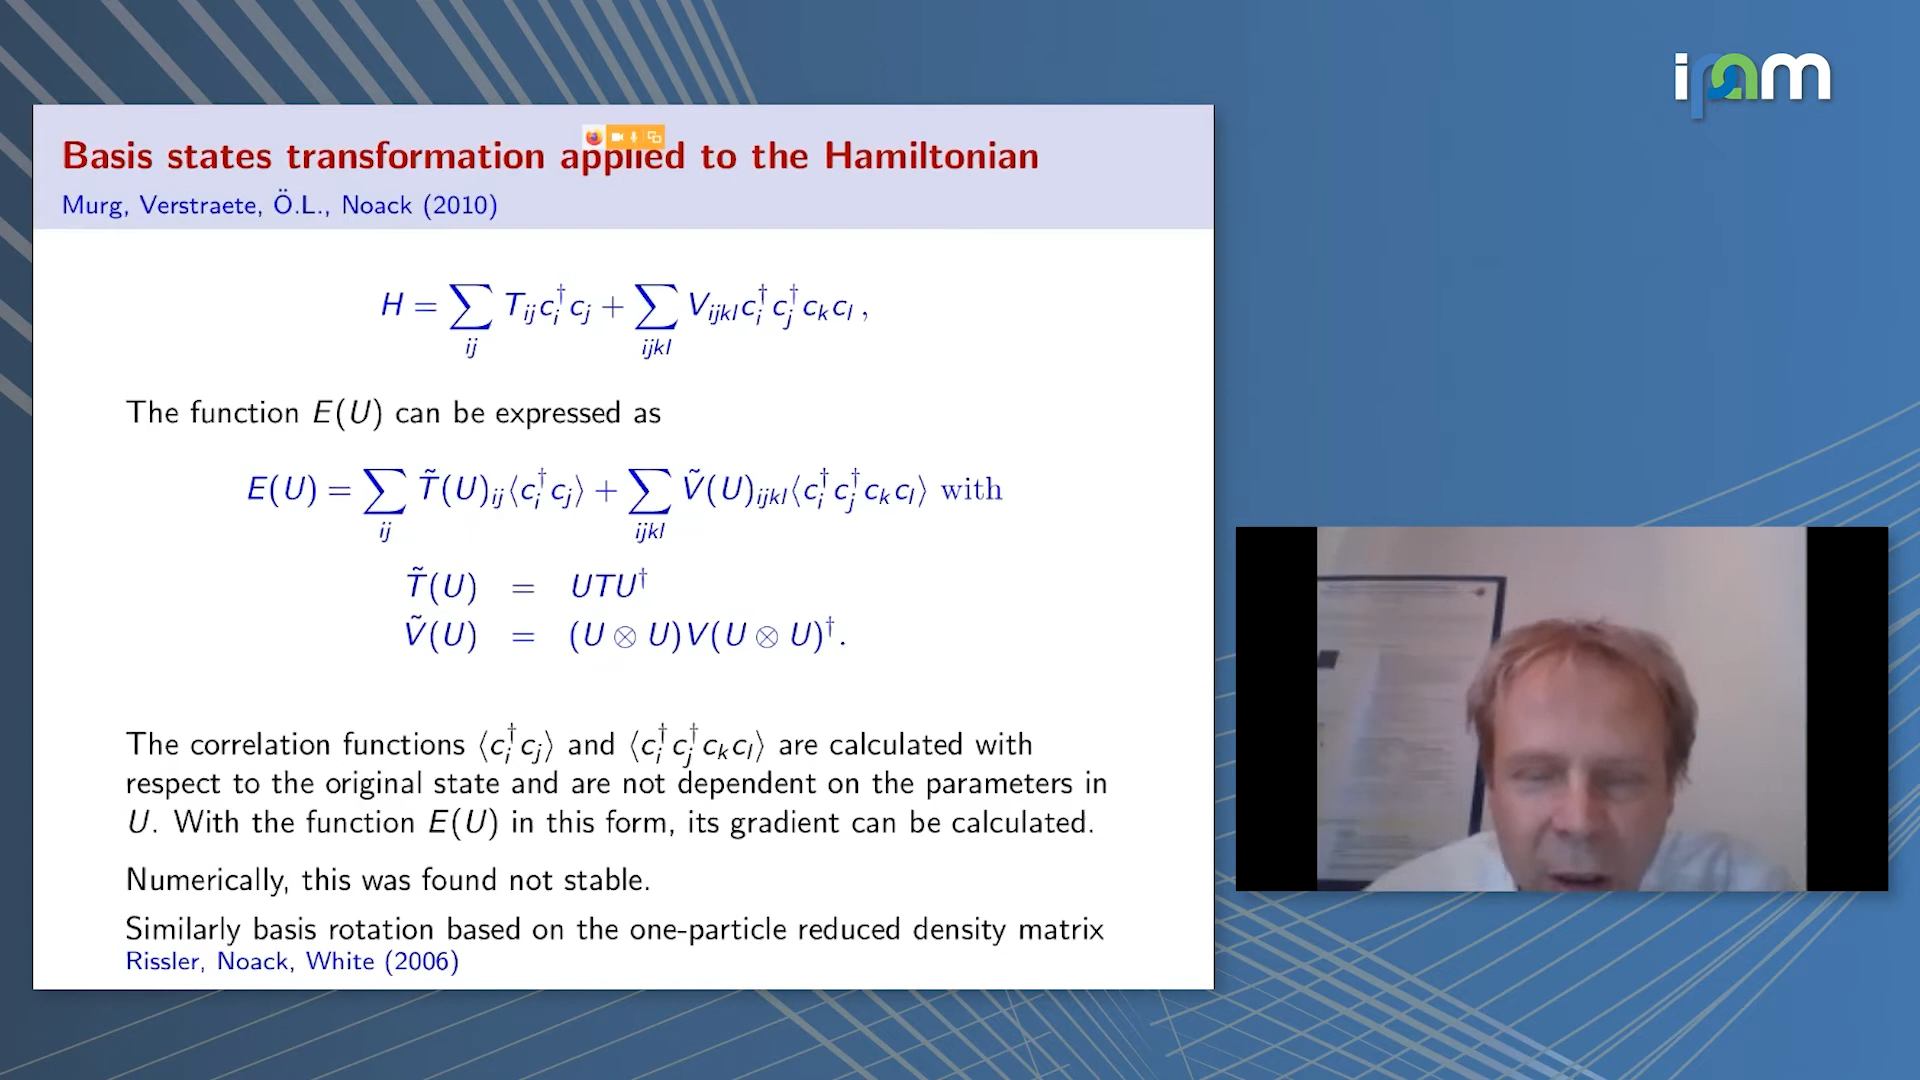 ipam
Basis states transformation applied to the Hamiltonian
Murg, Verstraete, Ö.L., Noack (2010)
H = ∑_{ij} T_{ij} c_i^† c_j + ∑_{ijkl} V_{ijkl} c_i^† c_j^† c_k c_l ,
The function E(U) can be expressed as
E(U) = ∑_{ij} T̃(U)_{ij} ⟨c_i^† c_j⟩ + ∑_{ijkl} Ṽ(U)_{ijkl} ⟨c_i^† c_j^† c_k c_l⟩ with
T̃(U) = UTU^†
Ṽ(U) = (U ⊗ U)V(U ⊗ U)^†.
The correlation functions ⟨c_i^† c_j⟩ and ⟨c_i^† c_j^† c_k c_l⟩ are calculated with
respect to the original state and are not dependent on the parameters in
U. With the function E(U) in this form, its gradient can be calculated.
Numerically, this was found not stable.
Similarly basis rotation based on the one-particle reduced density matrix
Rissler, Noack, White (2006)